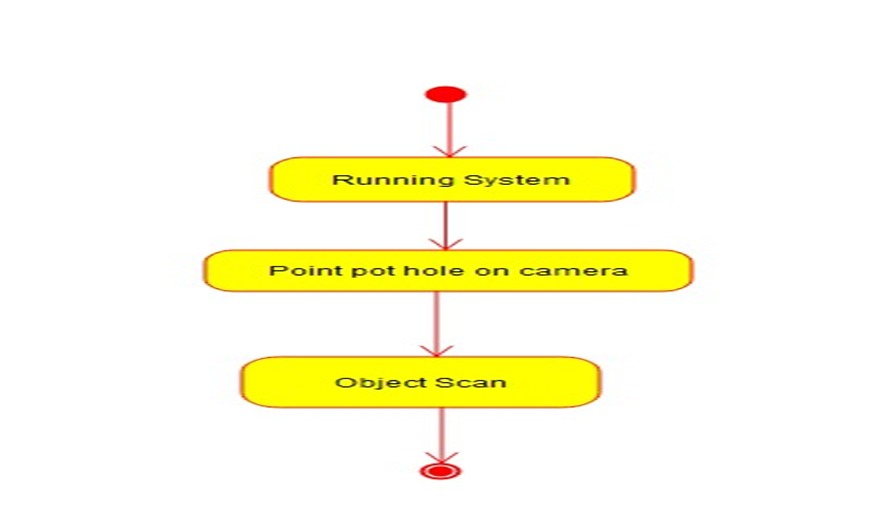 Running System
Point pot hole on camera
Object Scan